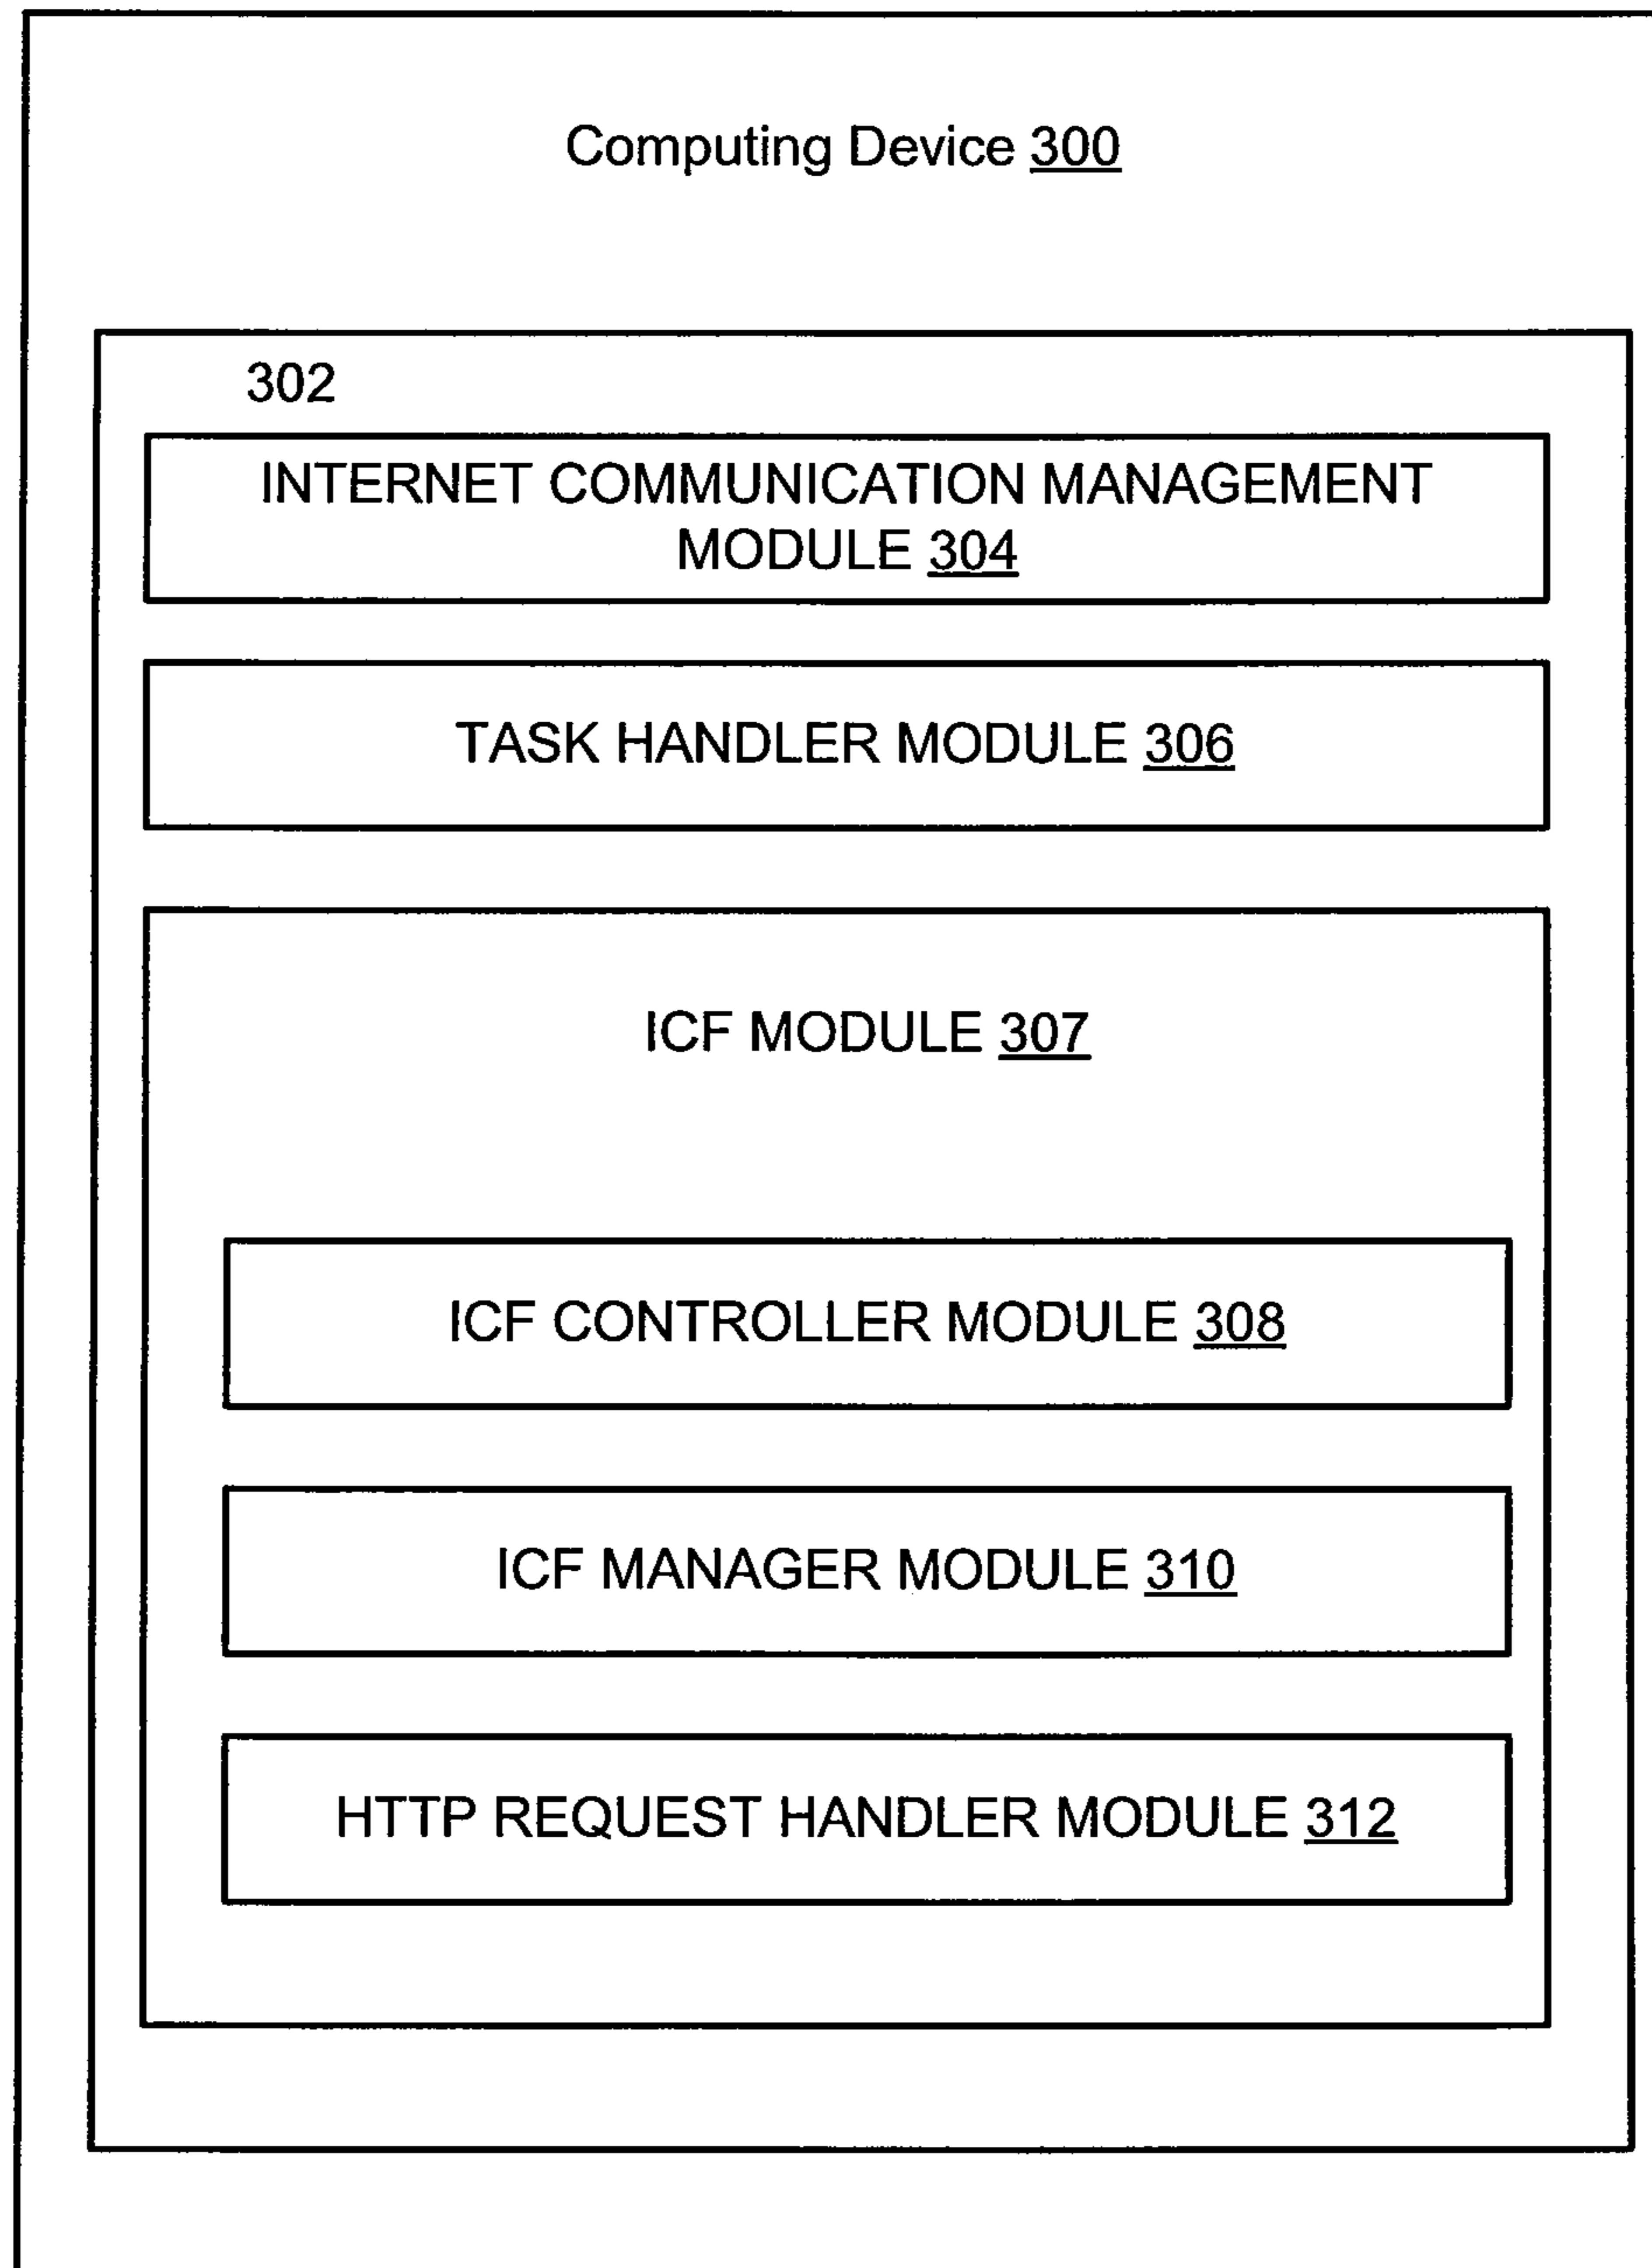 Computing Device 300
302
INTERNET COMMUNICATION MANAGEMENT
MODULE 304
TASK HANDLER MODULE 306
ICF MODULE 307
ICF CONTROLLER MODULE 308
ICF MANAGER MODULE 310
HTTP REQUEST HANDLER MODULE 312